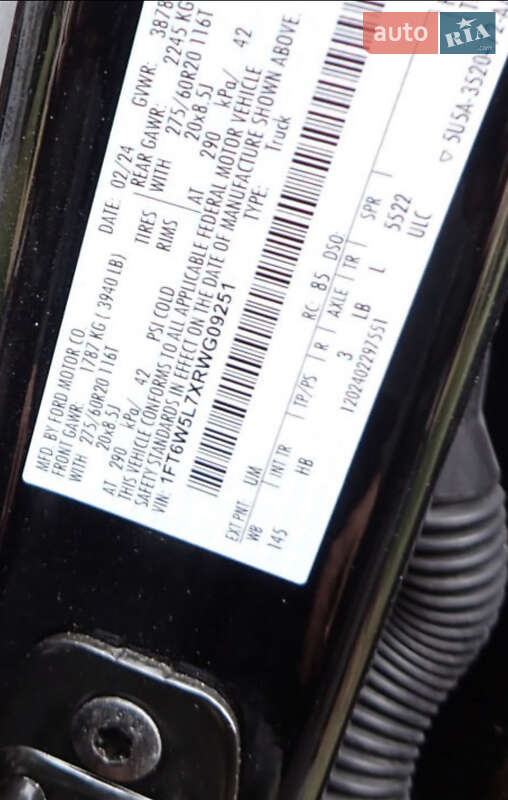 auto RIA.com
MFD BY FORD MOTOR CO. DATE: 02/24 GVWR: 3878
FRONT GAWR: 1787 KG (3940 LB) REAR GAWR: 2245 KG
WITH 275/60R20 116T TIRES WITH 275/60R20 116T
20x8.5J RIMS 20x8.5J
AT 290 kPa/ 42 PSI COLD AT 290 kPa/ 42
THIS VEHICLE CONFORMS TO ALL APPLICABLE FEDERAL MOTOR VEHICLE
SAFETY STANDARDS IN EFFECT ON THE DATE OF MANUFACTURE SHOWN ABOVE.
VIN: 1FT6W5L7XRWG09251 TYPE: Truck
EXT PNT: UM RC: 85 DSO:
WB INTTR TP/PS R AXLE TR SPR
145 HB 3 LB L 5522
1202402297551 ULC
5U5A-3520